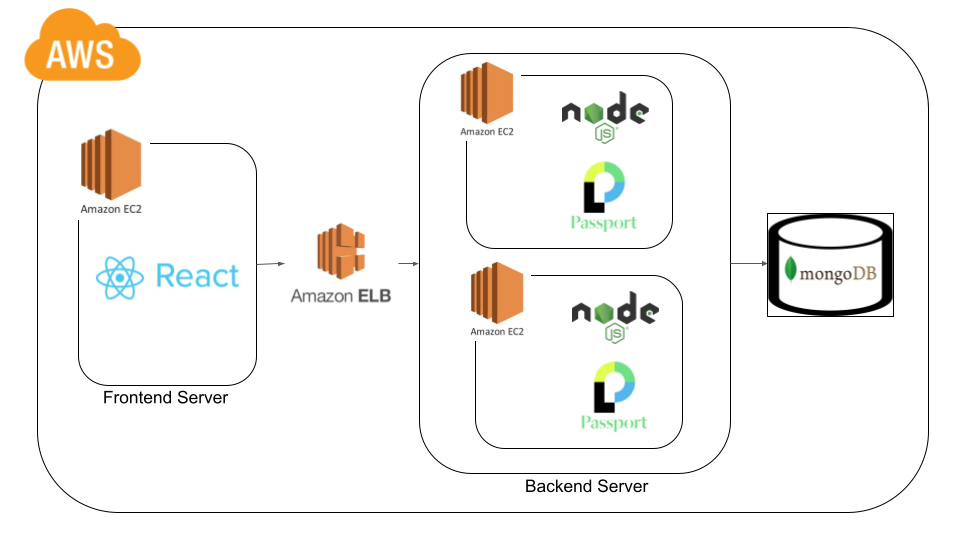 AWS
Amazon EC2
React
Frontend Server
Amazon ELB
Amazon EC2
node
JS
Passport
Amazon EC2
node
JS
Passport
Backend Server
mongoDB